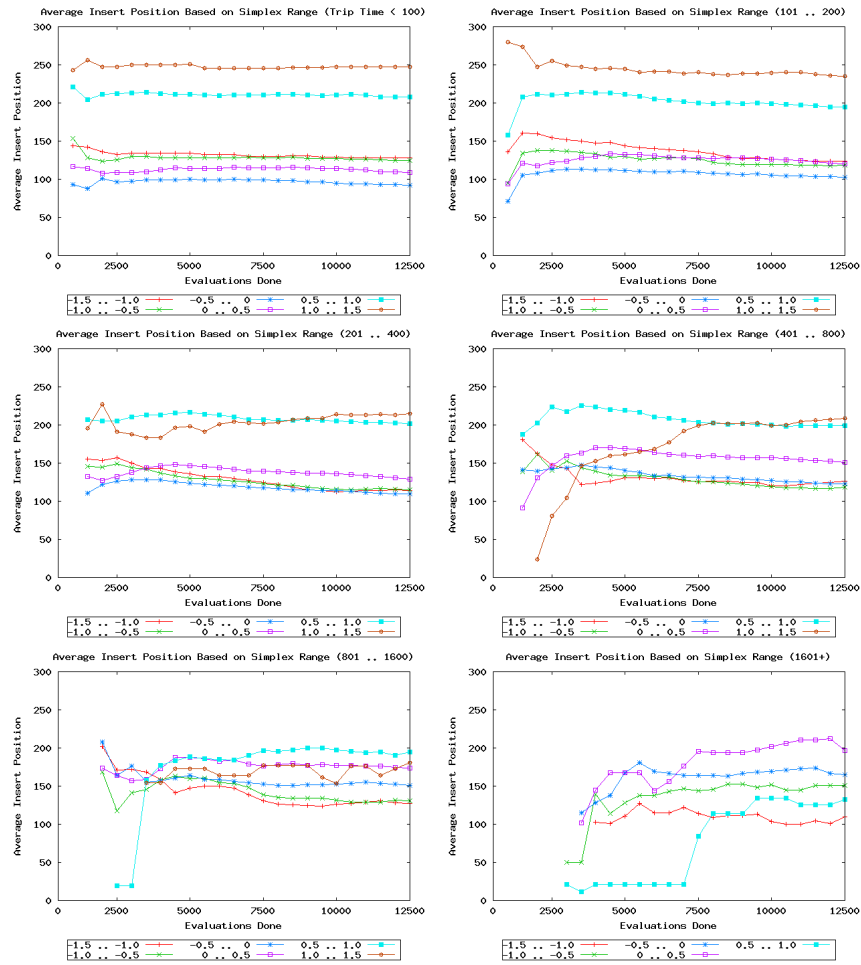 Average Insert Position Based on Simplex Range (Trip Time < 100)
300
250
200
150
100
50
0
Average Insert Position
0 2500 5000 7500 10000 12500
Evaluations Done
-1.5 .. -1.0 -0.5 .. 0 0.5 .. 1.0
-1.0 .. -0.5 0 .. 0.5 1.0 .. 1.5
Average Insert Position Based on Simplex Range (101 .. 200)
300
250
200
150
100
50
0
Average Insert Position
0 2500 5000 7500 10000 12500
Evaluations Done
-1.5 .. -1.0 -0.5 .. 0 0.5 .. 1.0
-1.0 .. -0.5 0 .. 0.5 1.0 .. 1.5
Average Insert Position Based on Simplex Range (201 .. 400)
300
250
200
150
100
50
0
Average Insert Position
0 2500 5000 7500 10000 12500
Evaluations Done
-1.5 .. -1.0 -0.5 .. 0 0.5 .. 1.0
-1.0 .. -0.5 0 .. 0.5 1.0 .. 1.5
Average Insert Position Based on Simplex Range (401 .. 800)
300
250
200
150
100
50
0
Average Insert Position
0 2500 5000 7500 10000 12500
Evaluations Done
-1.5 .. -1.0 -0.5 .. 0 0.5 .. 1.0
-1.0 .. -0.5 0 .. 0.5 1.0 .. 1.5
Average Insert Position Based on Simplex Range (801 .. 1600)
300
250
200
150
100
50
0
Average Insert Position
0 2500 5000 7500 10000 12500
Evaluations Done
-1.5 .. -1.0 -0.5 .. 0 0.5 .. 1.0
-1.0 .. -0.5 0 .. 0.5 1.0 .. 1.5
Average Insert Position Based on Simplex Range (1601+)
300
250
200
150
100
50
0
Average Insert Position
0 2500 5000 7500 10000 12500
Evaluations Done
-1.5 .. -1.0 -0.5 .. 0 0.5 .. 1.0
-1.0 .. -0.5 0 .. 0.5